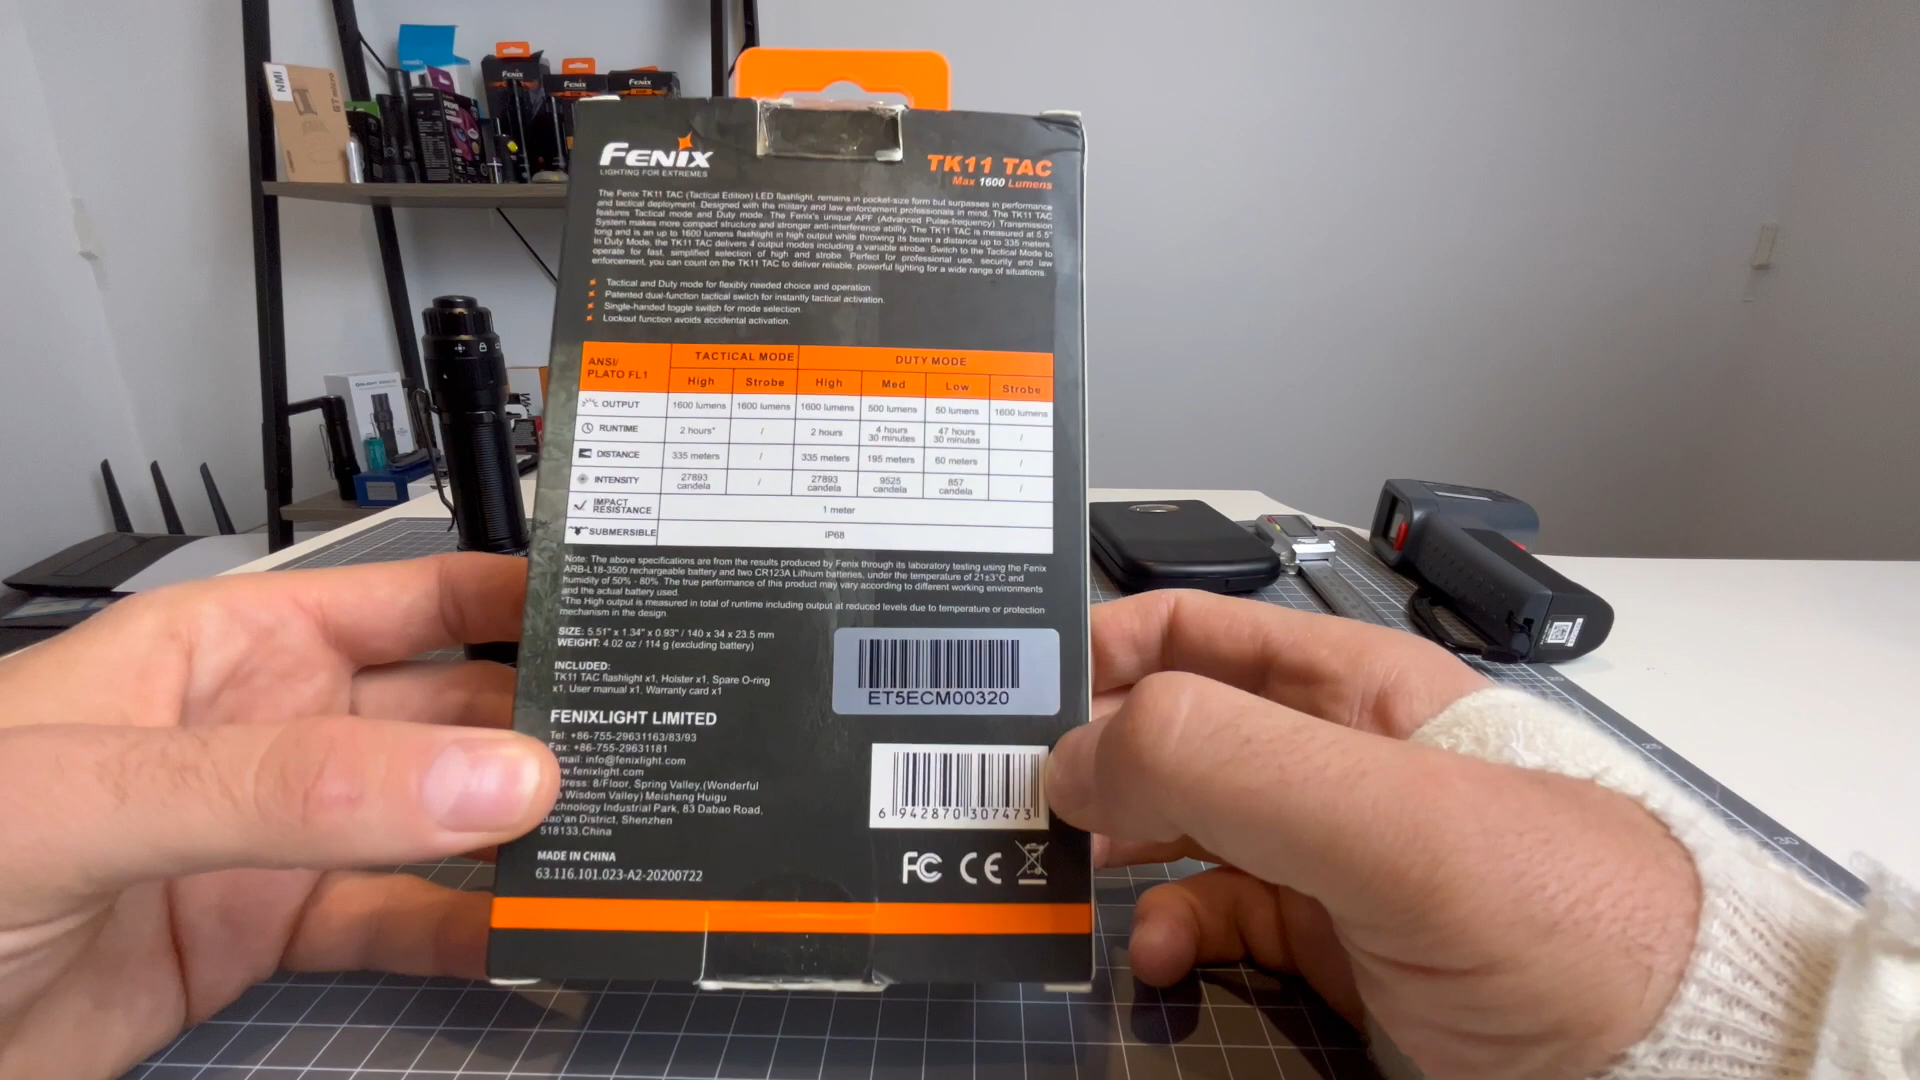 NMI
GTmicro
FENIX
FENIX
FENIX
FENIX
LIGHTING FOR EXTREMES
TK11 TAC
Max 1600 Lumens
The Fenix TK11 TAC (Tactical Edition) LED flashlight, remains in pocket-size form but surpasses in performance
and tactical deployment. Designed with the military and law enforcement professionals in mind. The TK11 TAC
features Tactical mode and Duty mode. The Fenix's unique APF (Advanced Pulse-frequency) Transmission
System makes more compact structure and stronger anti-interference ability. The TK11 TAC is measured at 5.5"
long and is an up to 1600 lumens flashlight in high output while throwing its beam a distance up to 335 meters.
In Duty Mode, the TK11 TAC delivers 4 output modes including a variable strobe. Switch to the Tactical Mode to
operate for fast, simplified selection of high and strobe. Perfect for professional use, security and law
enforcement, you can count on the TK11 TAC to deliver reliable, powerful lighting for a wide range of situations.
Tactical and Duty mode for flexibly needed choice and operation.
Patented dual-function tactical switch for instantly tactical activation.
Single-handed toggle switch for mode selection.
Lockout function avoids accidental activation.
ANSI/
PLATO FL1
TACTICAL MODE DUTY MODE
High Strobe High Med Low Strobe
OUTPUT 1600 lumens 1600 lumens 1600 lumens 500 lumens 50 lumens 1600 lumens
RUNTIME 2 hours* / 2 hours 4 hours 30 minutes 47 hours 30 minutes /
DISTANCE 335 meters / 335 meters 195 meters 60 meters /
INTENSITY 27893 candela / 27893 candela 9525 candela 857 candela /
IMPACT RESISTANCE 1 meter
SUBMERSIBLE IP68
Note: The above specifications are from the results produced by Fenix through its laboratory testing using the Fenix
ARB-L18-3500 rechargeable battery and two CR123A Lithium batteries, under the temperature of 21±3°C and
humidity of 50% - 80%. The true performance of this product may vary according to different working environments
and the actual battery used.
*The High output is measured in total of runtime including output at reduced levels due to temperature or protection
mechanism in the design.
SIZE: 5.51" x 1.34" x 0.93" / 140 x 34 x 23.5 mm
WEIGHT: 4.02 oz / 114 g (excluding battery)
INCLUDED:
TK11 TAC flashlight x1, Holster x1, Spare O-ring
x1, User manual x1, Warranty card x1
ET5ECM00320
FENIXLIGHT LIMITED
Tel: +86-755-29631163/83/93
Fax: +86-755-29631181
mail: info@fenixlight.com
w.fenixlight.com
ress: 8/Floor, Spring Valley,(Wonderful
Wisdom Valley) Meisheng Huigu
chnology Industrial Park, 83 Dabao Road,
ao'an District, Shenzhen
518133,China
6 942870 307473
MADE IN CHINA
63.116.101.023-A2-20200722
FC CE
25
30